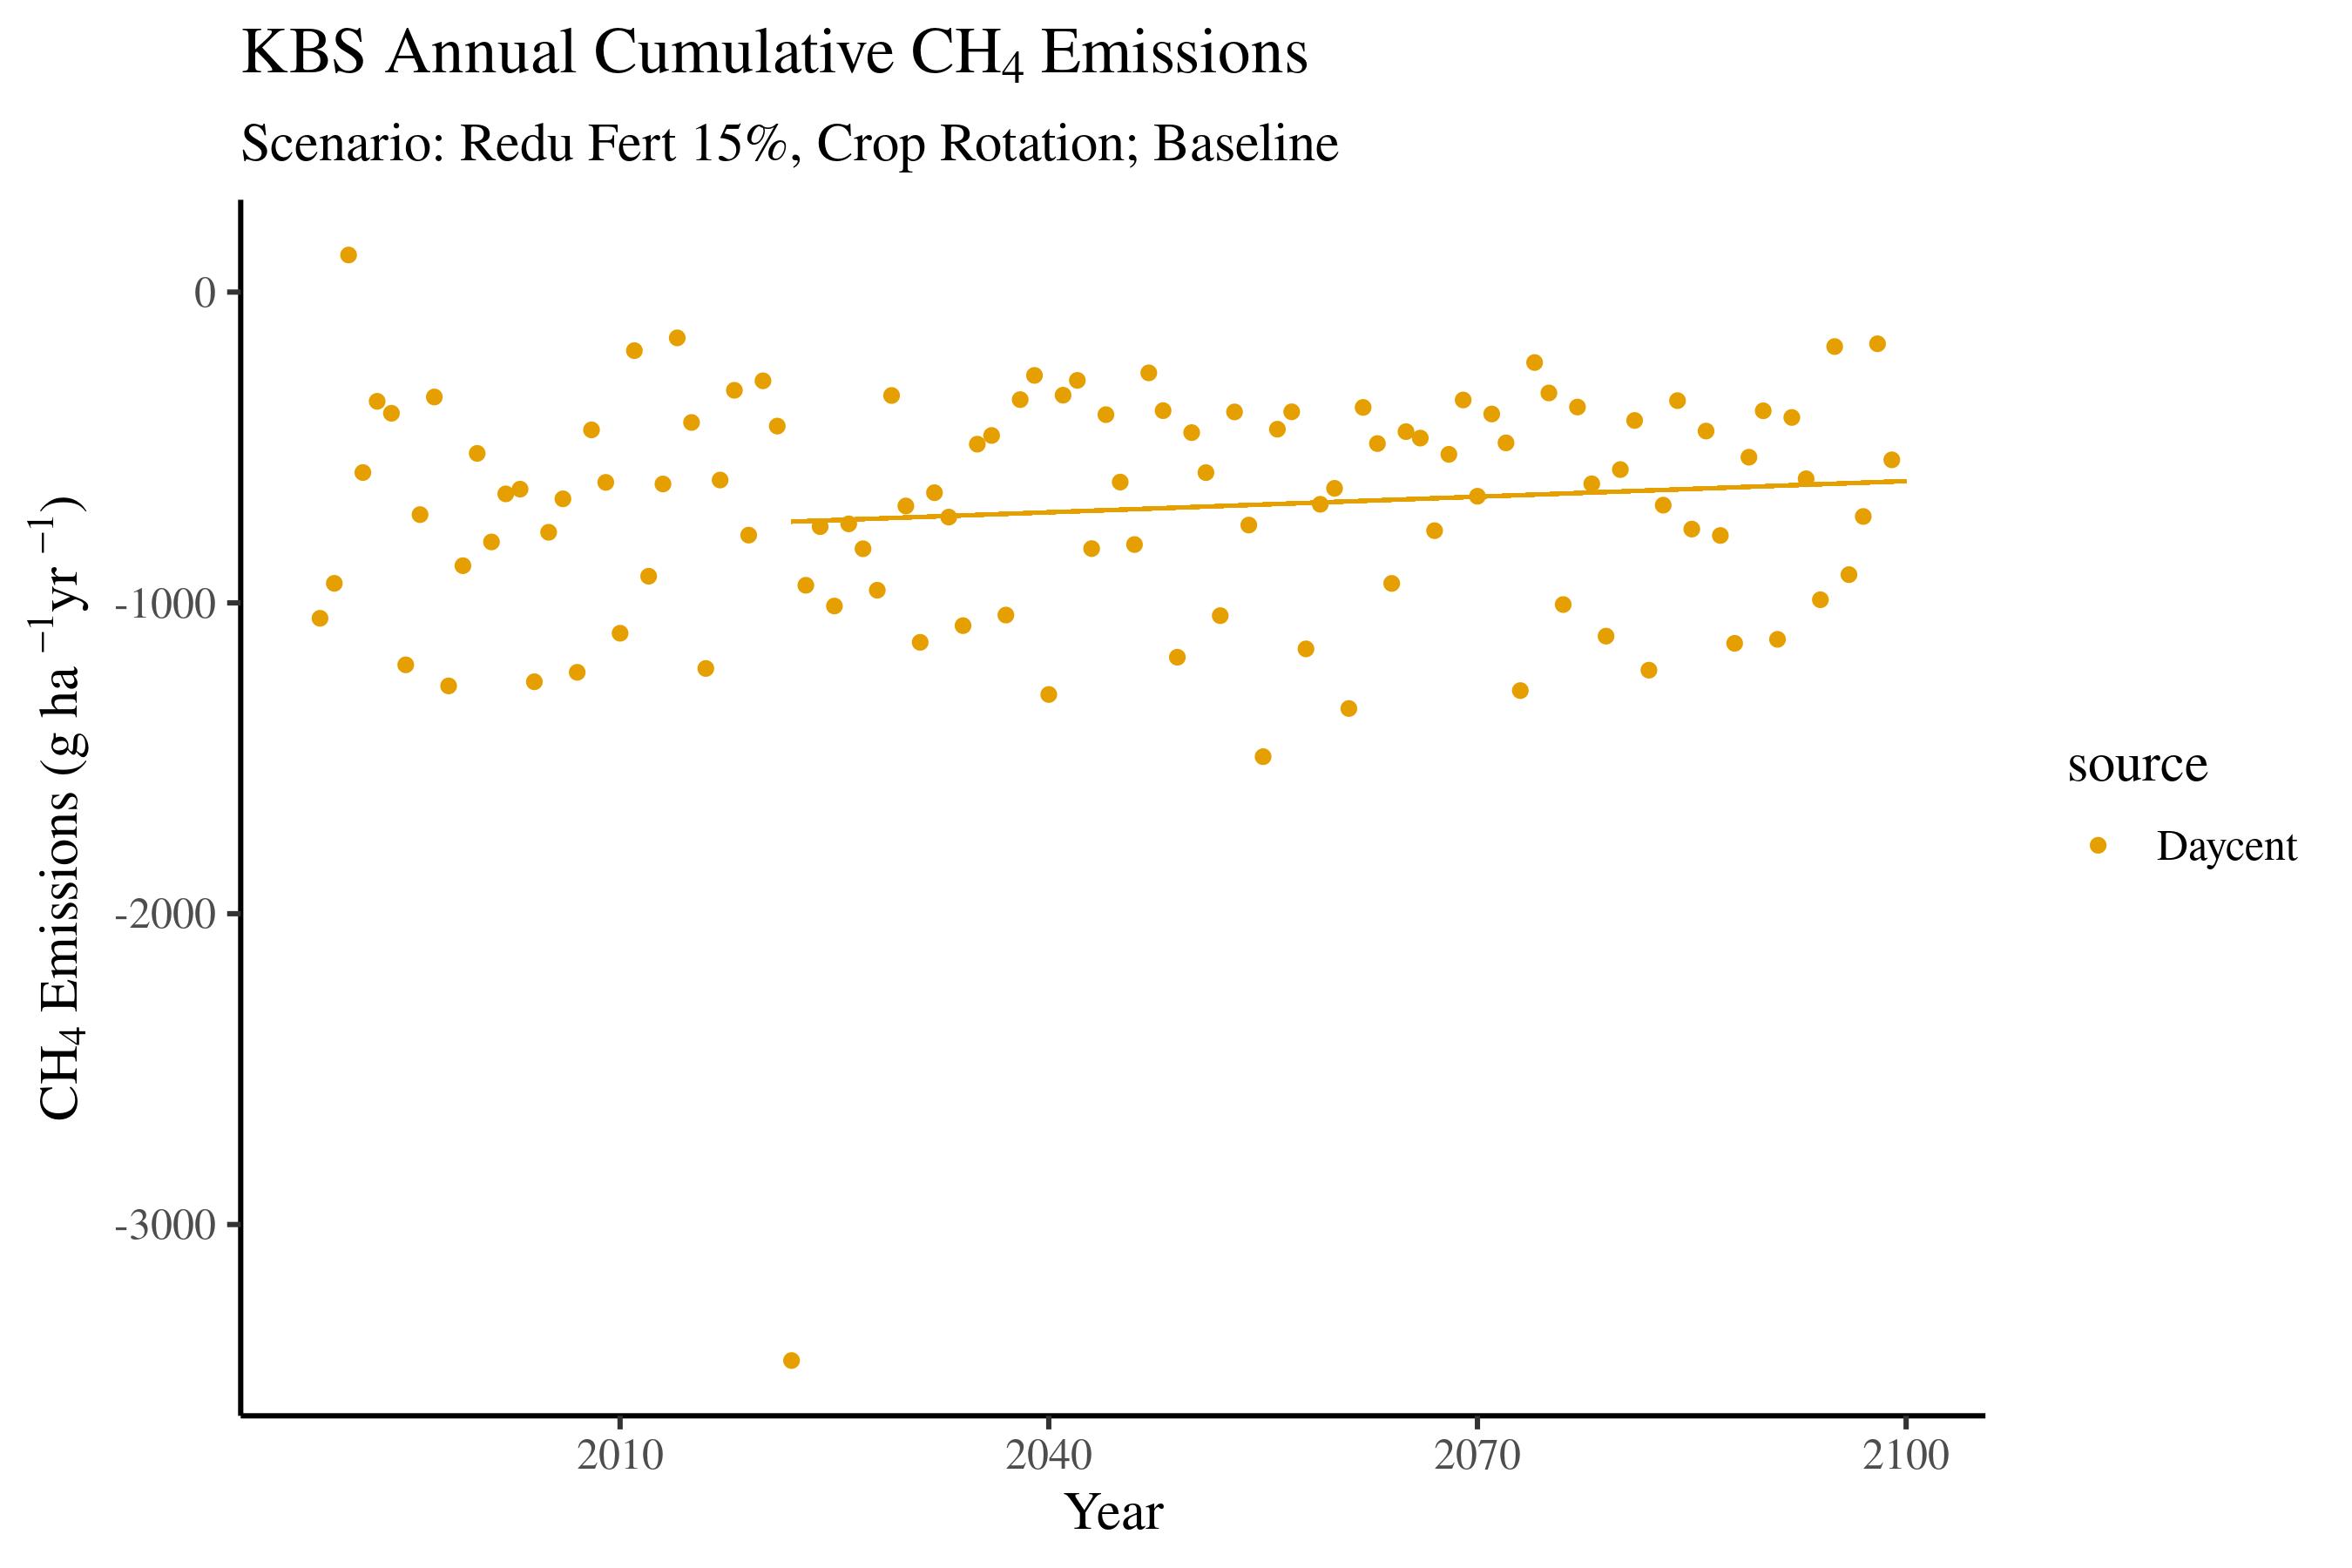 KBS Annual Cumulative CH₄ Emissions
Scenario: Redu Fert 15%, Crop Rotation; Baseline
CH₄ Emissions (g ha ⁻¹yr ⁻¹)
0
-1000
-2000
-3000
source
Daycent
2010
2040
2070
2100
Year